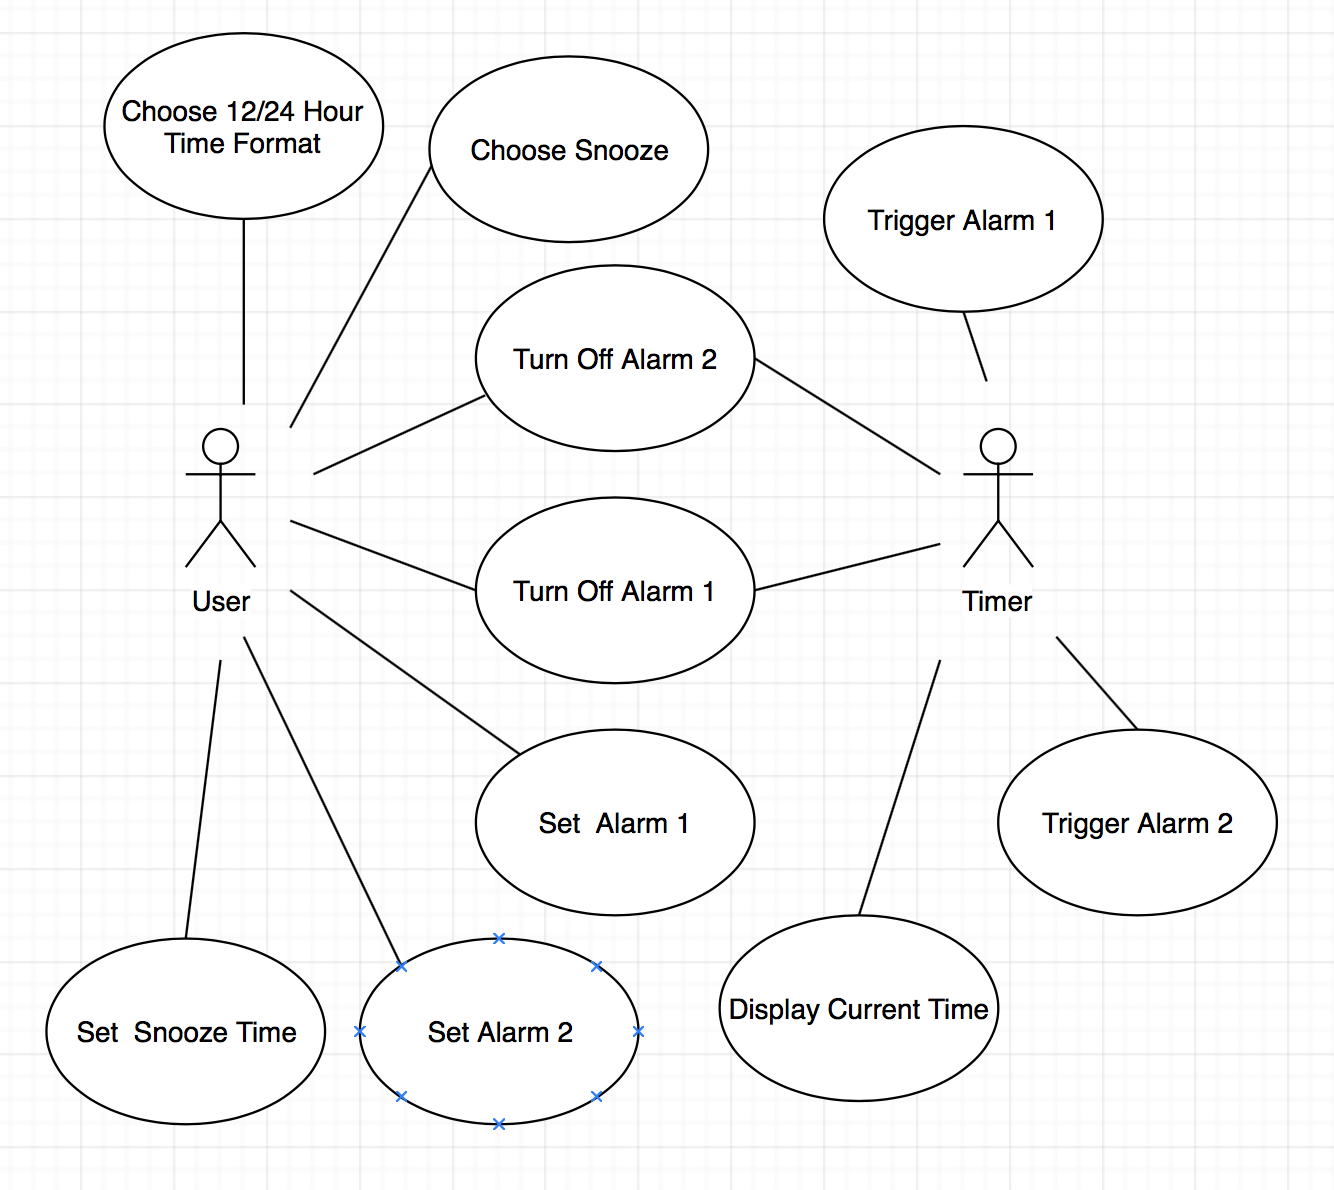 Choose 12/24 Hour
Time Format
Choose Snooze
Trigger Alarm 1
Turn Off Alarm 2
Turn Off Alarm 1
User
Timer
Set  Alarm 1
Trigger Alarm 2
Display Current Time
Set  Snooze Time
Set Alarm 2